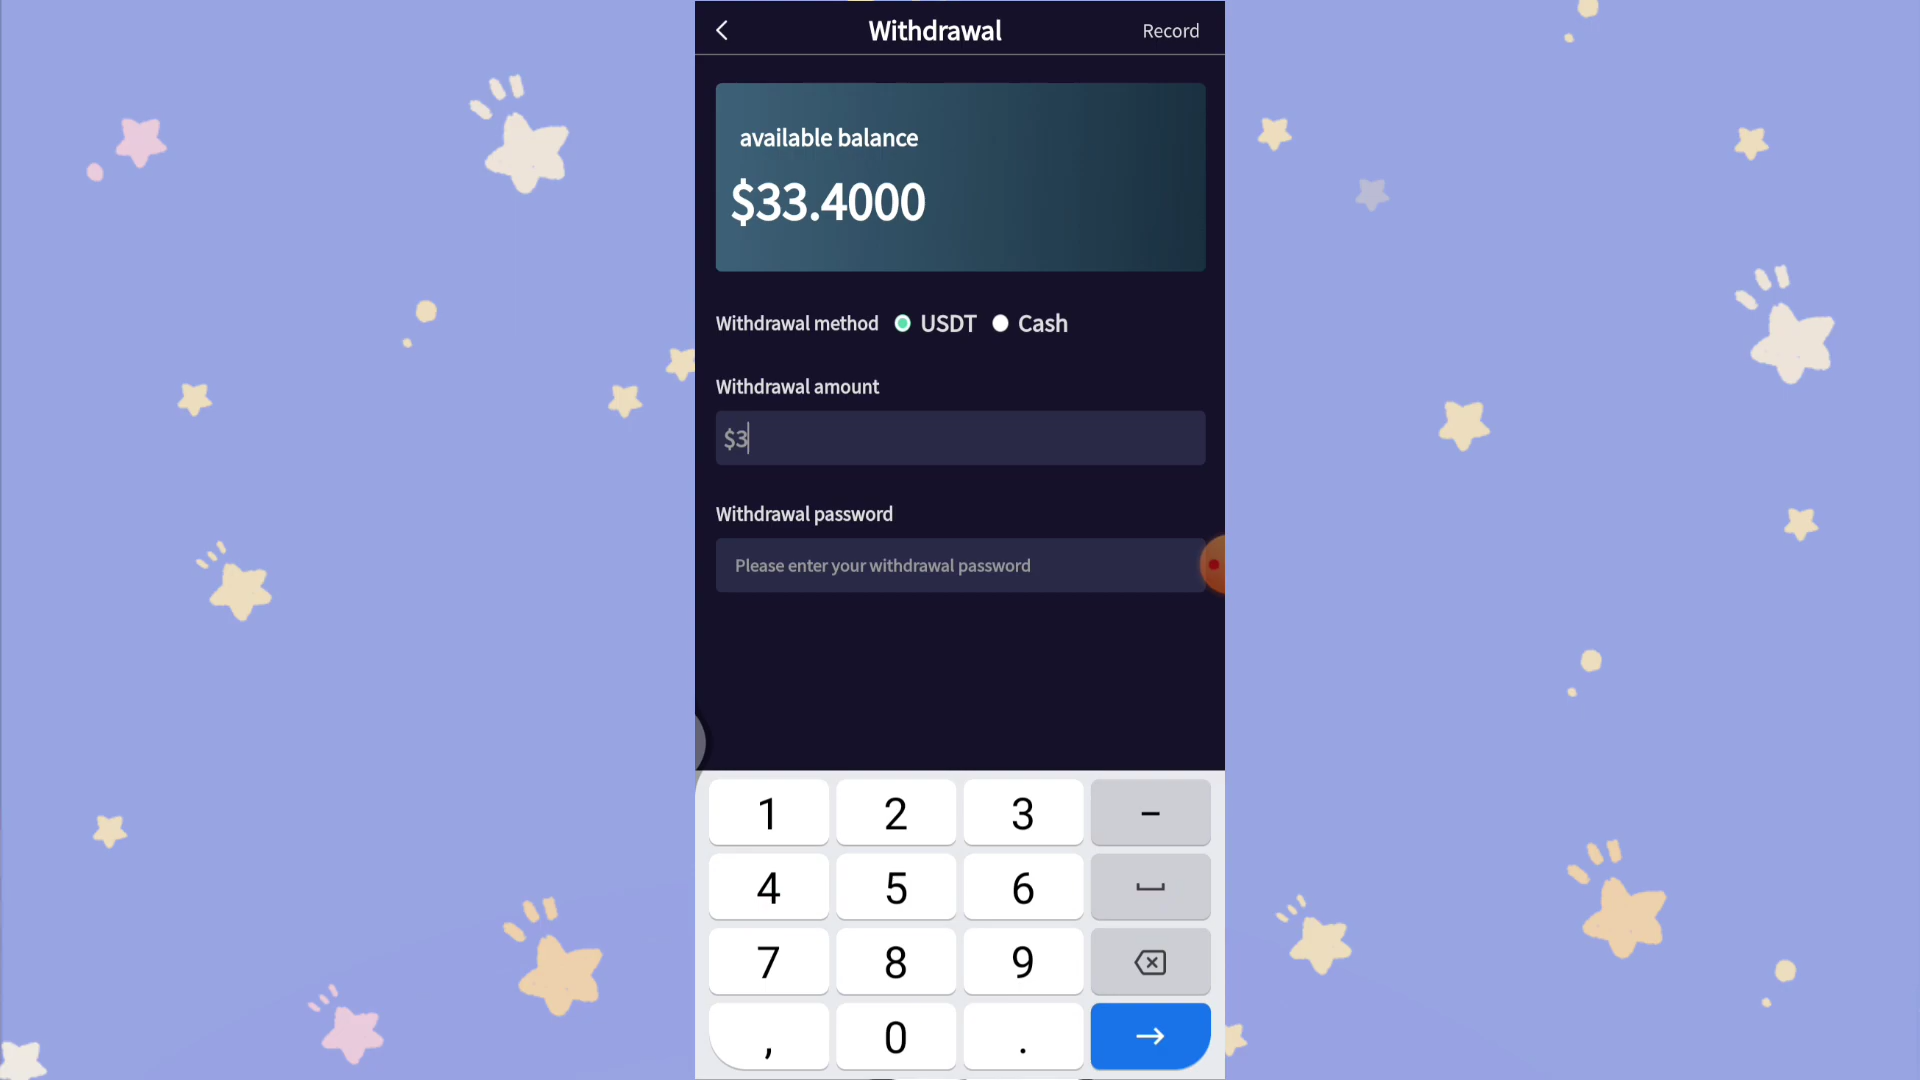 Withdrawal
Record
available balance
$33.4000
Withdrawal method USDT Cash
Withdrawal amount
$3
Withdrawal password
Please enter your withdrawal password
1 2 3 -
4 5 6
7 8 9
, 0 .